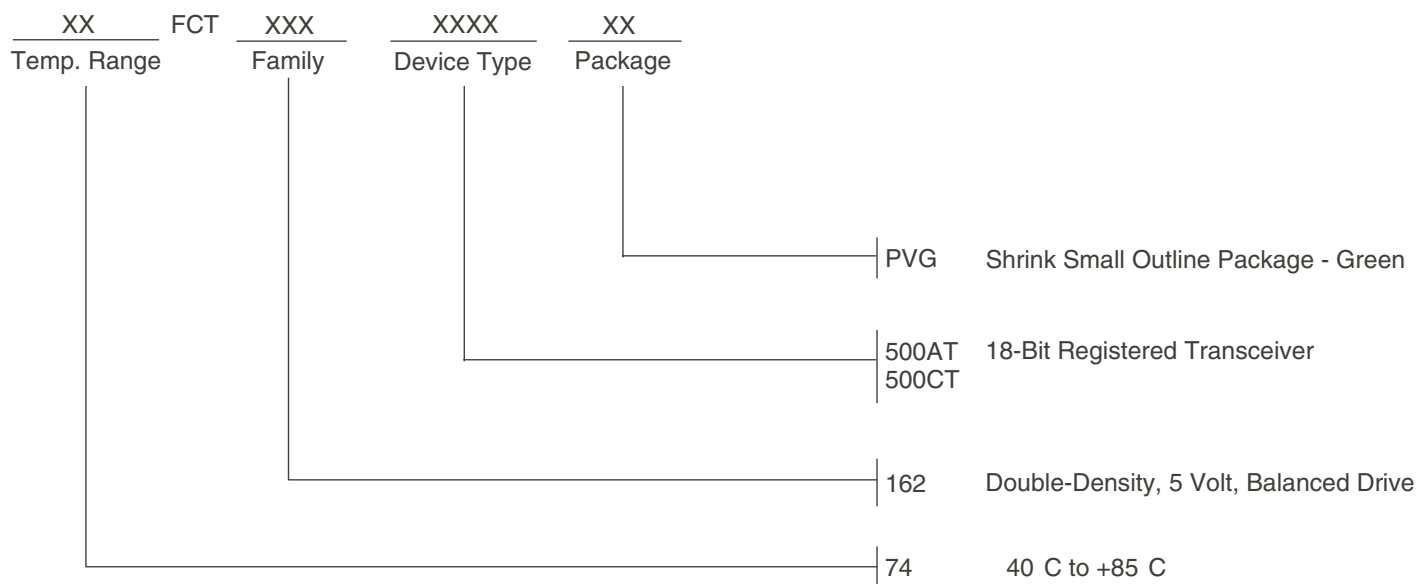 XX FCT XXX XXXX XX
Temp. Range Family Device Type Package
PVG Shrink Small Outline Package - Green
500AT 18-Bit Registered Transceiver
500CT
162 Double-Density, 5 Volt, Balanced Drive
74 40 C to +85 C